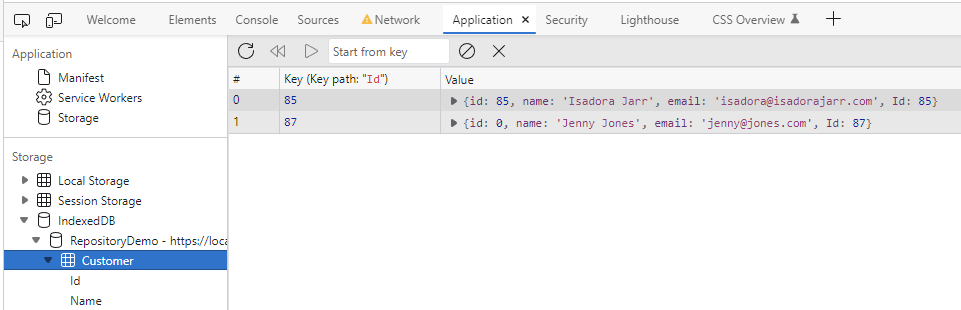 Welcome Elements Console Sources Network Application Security Lighthouse CSS Overview
Application
Manifest
Service Workers
Storage
Storage
Local Storage
Session Storage
IndexedDB
RepositoryDemo - https://loca
Customer
Id
Name
Start from key
# Key (Key path: "Id") Value
0 85 {id: 85, name: 'Isadora Jarr', email: 'isadora@isadorajarr.com', Id: 85}
1 87 {id: 0, name: 'Jenny Jones', email: 'jenny@jones.com', Id: 87}